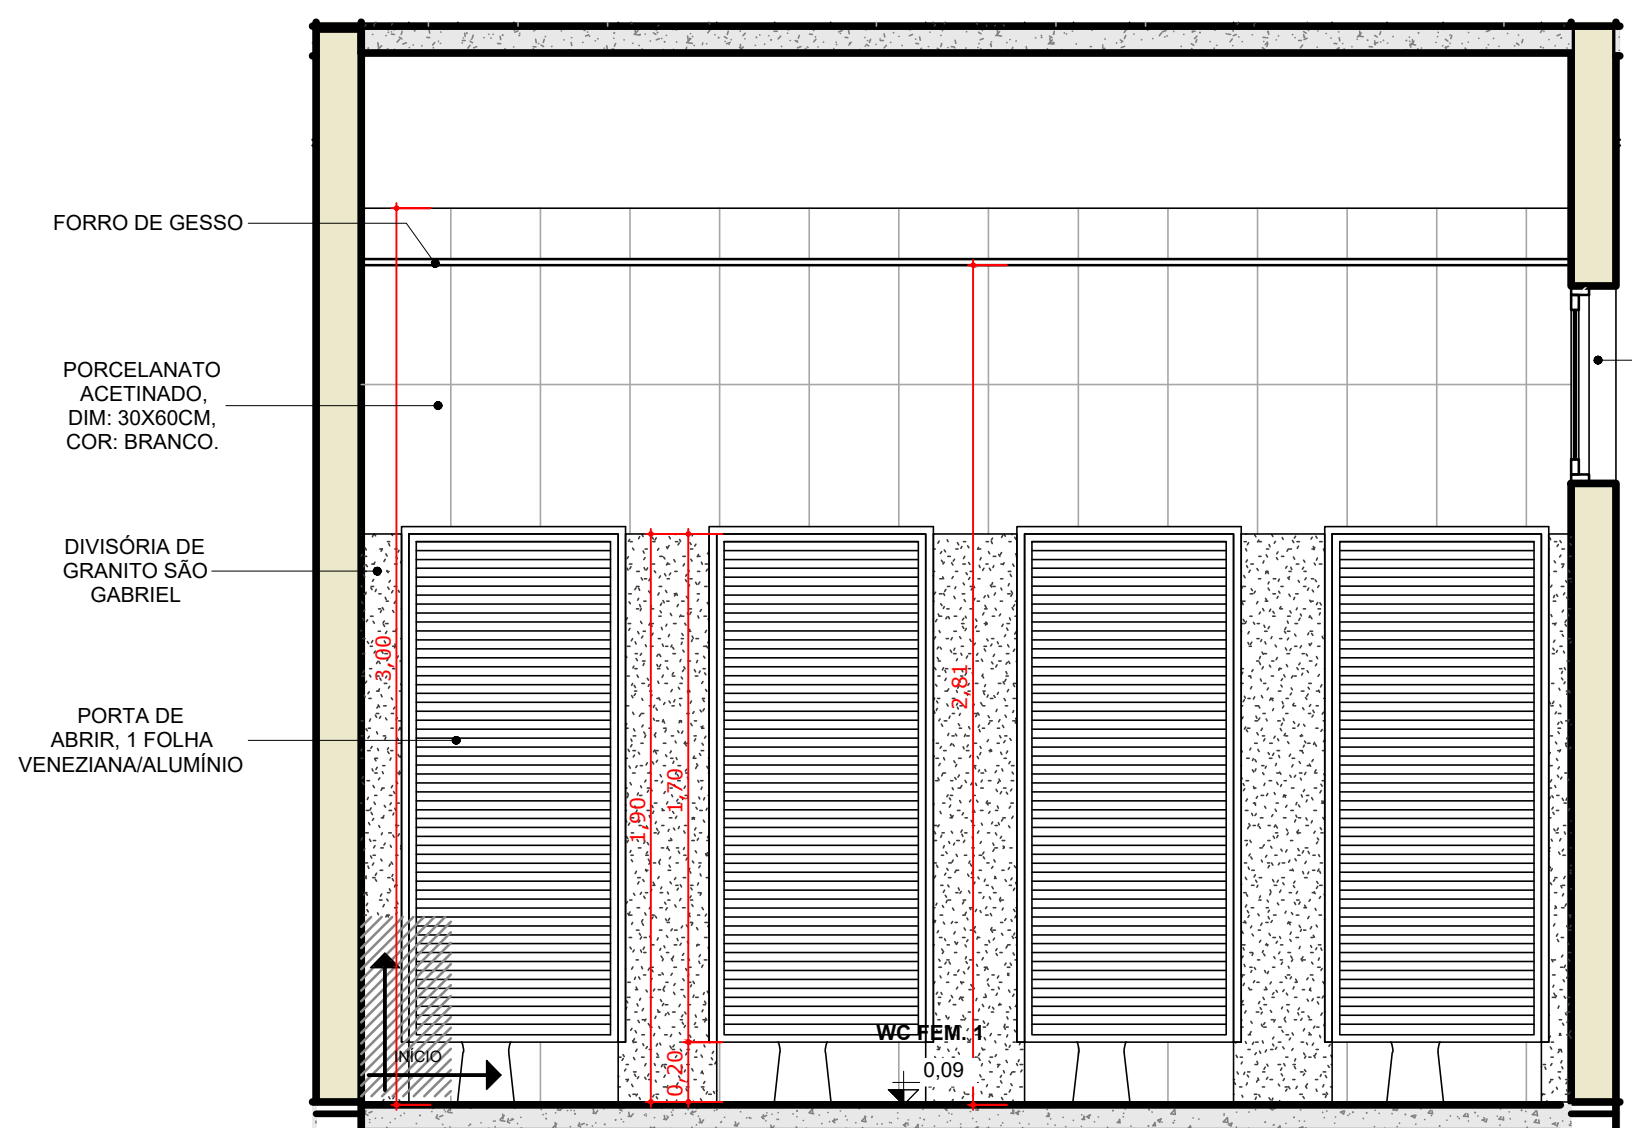 FORRO DE GESSO
PORCELANATO
ACETINADO,
DIM: 30X60CM,
COR: BRANCO.
DIVISÓRIA DE
GRANITO SÃO
GABRIEL
PORTA DE
ABRIR, 1 FOLHA
VENEZIANA/ALUMÍNIO
3,00
2,81
1,90
1,70
0,20
WC FEM. 1
0,09
INÍCIO